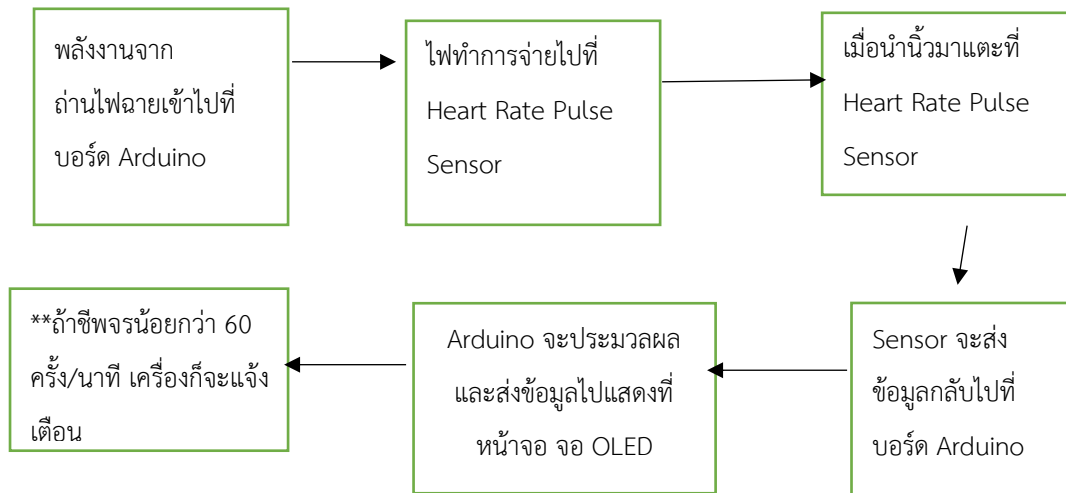 พลังงานจาก
ถ่านไฟฉายเข้าไปที่
บอร์ด Arduino
ไฟทำการจ่ายไปที่
Heart Rate Pulse
Sensor
เมื่อนำนิ้วมาแตะที่
Heart Rate Pulse
Sensor
Sensor จะส่ง
ข้อมูลกลับไปที่
บอร์ด Arduino
Arduino จะประมวลผล
และส่งข้อมูลไปแสดงที่
หน้าจอ จอ OLED
**ถ้าชีพจรน้อยกว่า 60
ครั้ง/นาที เครื่องก็จะแจ้ง
เตือน